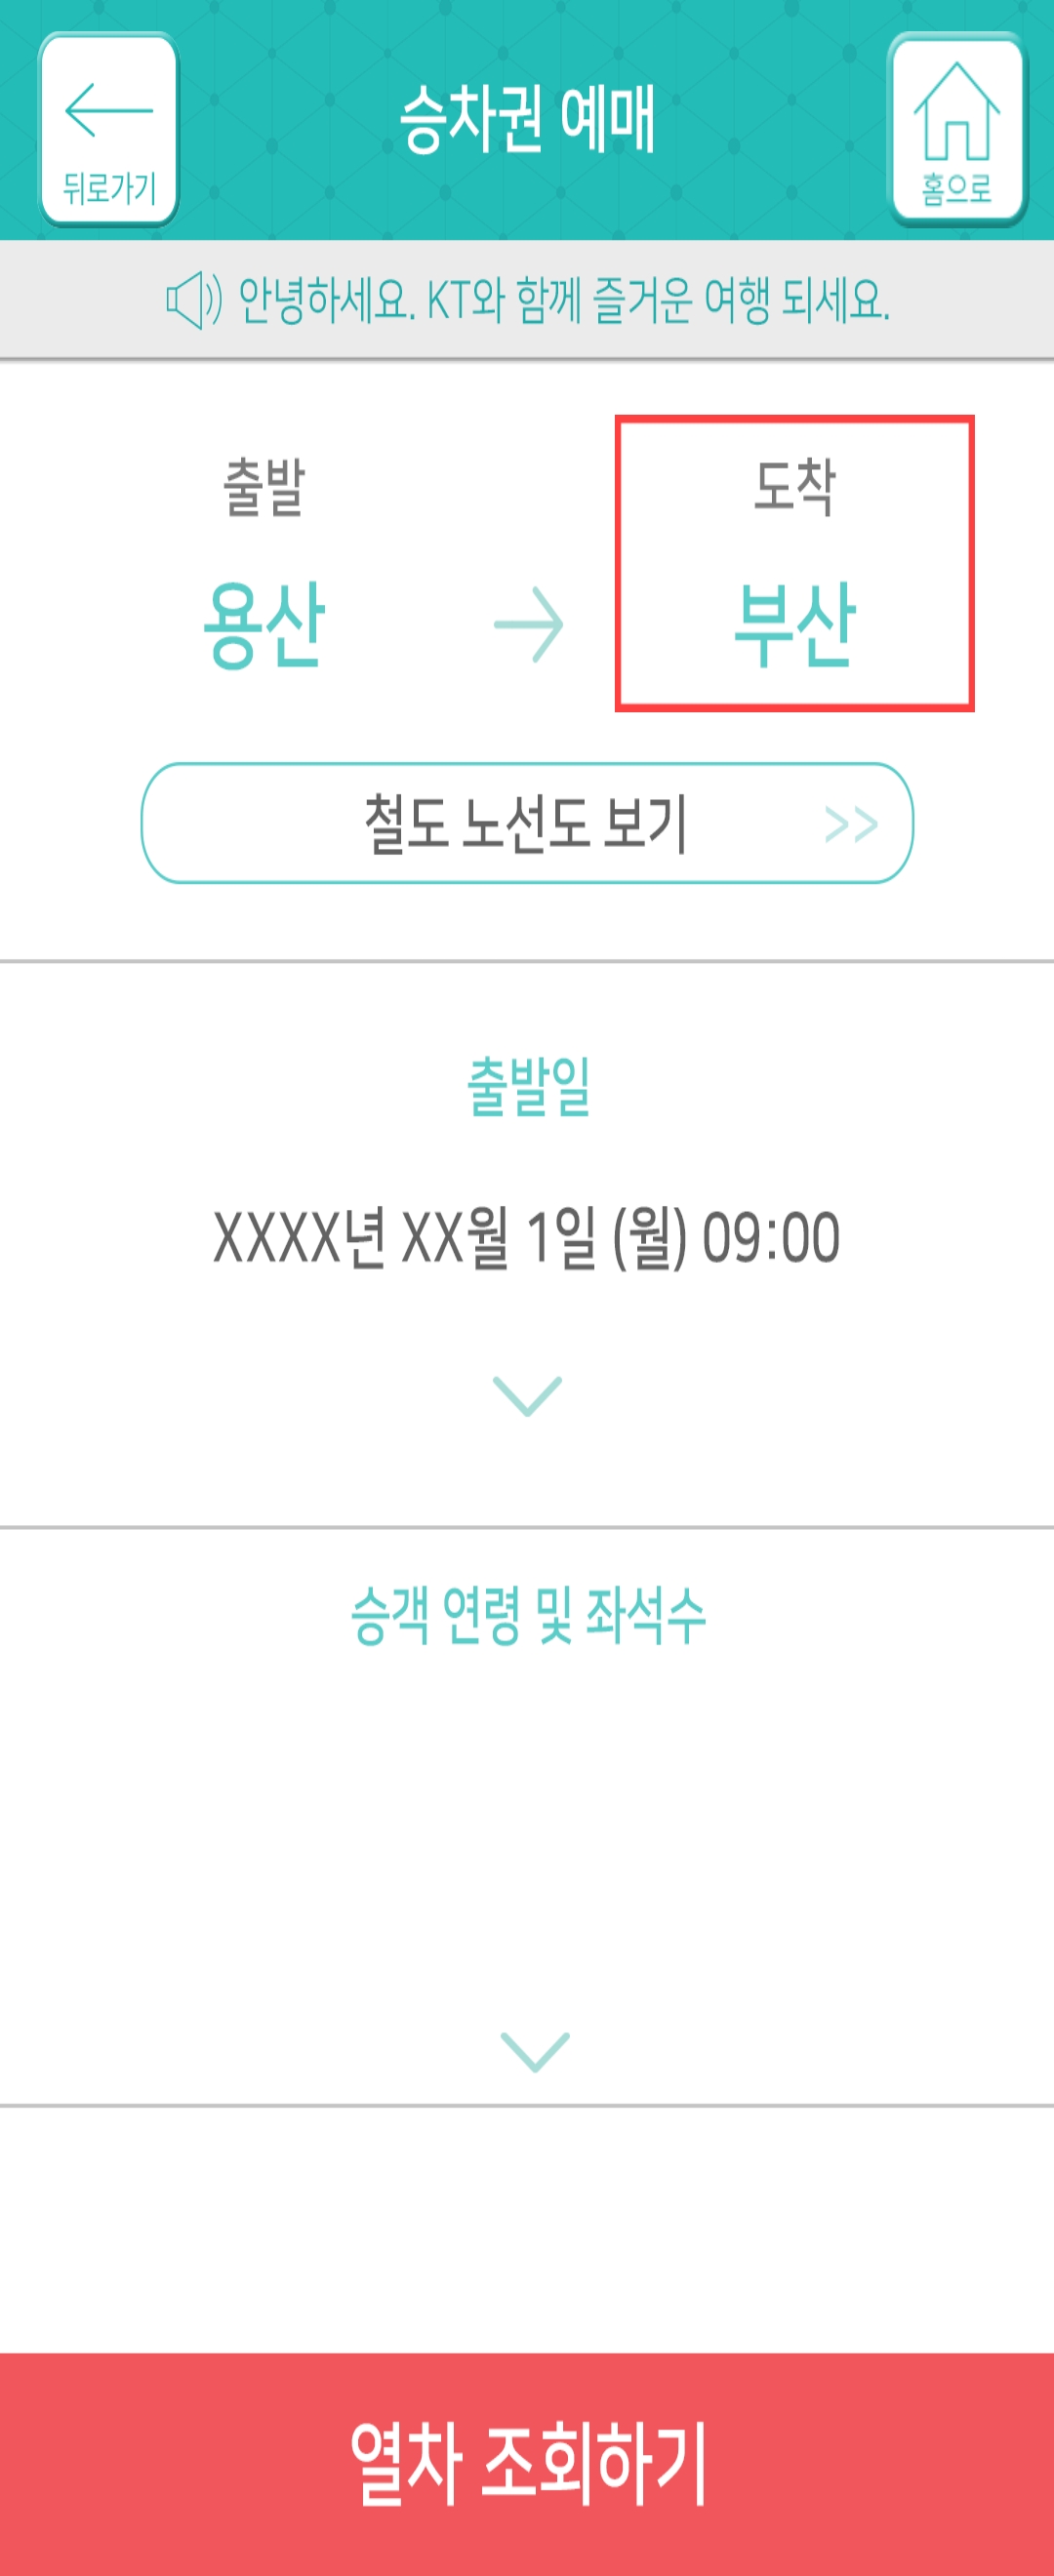 승차권 예매
뒤로가기
홈으로
안녕하세요. KT와 함께 즐거운 여행 되세요.
출발
도착
용산
부산
철도 노선도 보기 >>
출발일
XXXX년 XX월 1일 (월) 09:00
승객 연령 및 좌석수
열차 조회하기